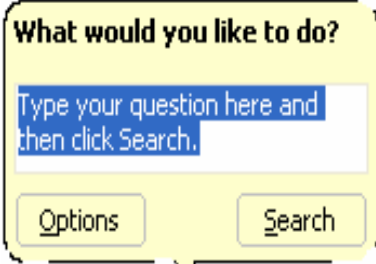 What would you like to do?
Type your question here and
then click Search.
Options
Search